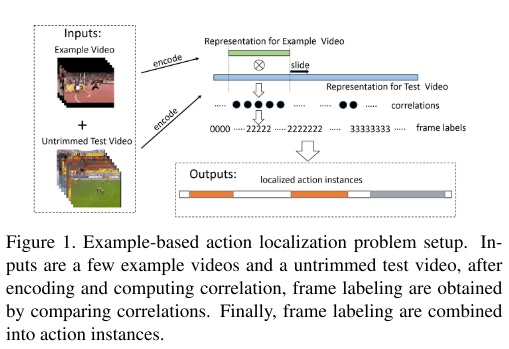 Inputs:
Example Video
+
Untrimmed Test Video
encode
encode
Representation for Example Video
slide
Representation for Test Video
..... ..... ..... correlations
0000 ····· 22222 ····· 2222222 ····· 33333333 ..... frame labels
Outputs:
localized action instances
Figure 1. Example-based action localization problem setup. In-
puts are a few example videos and a untrimmed test video, after
encoding and computing correlation, frame labeling are obtained
by comparing correlations. Finally, frame labeling are combined
into action instances.